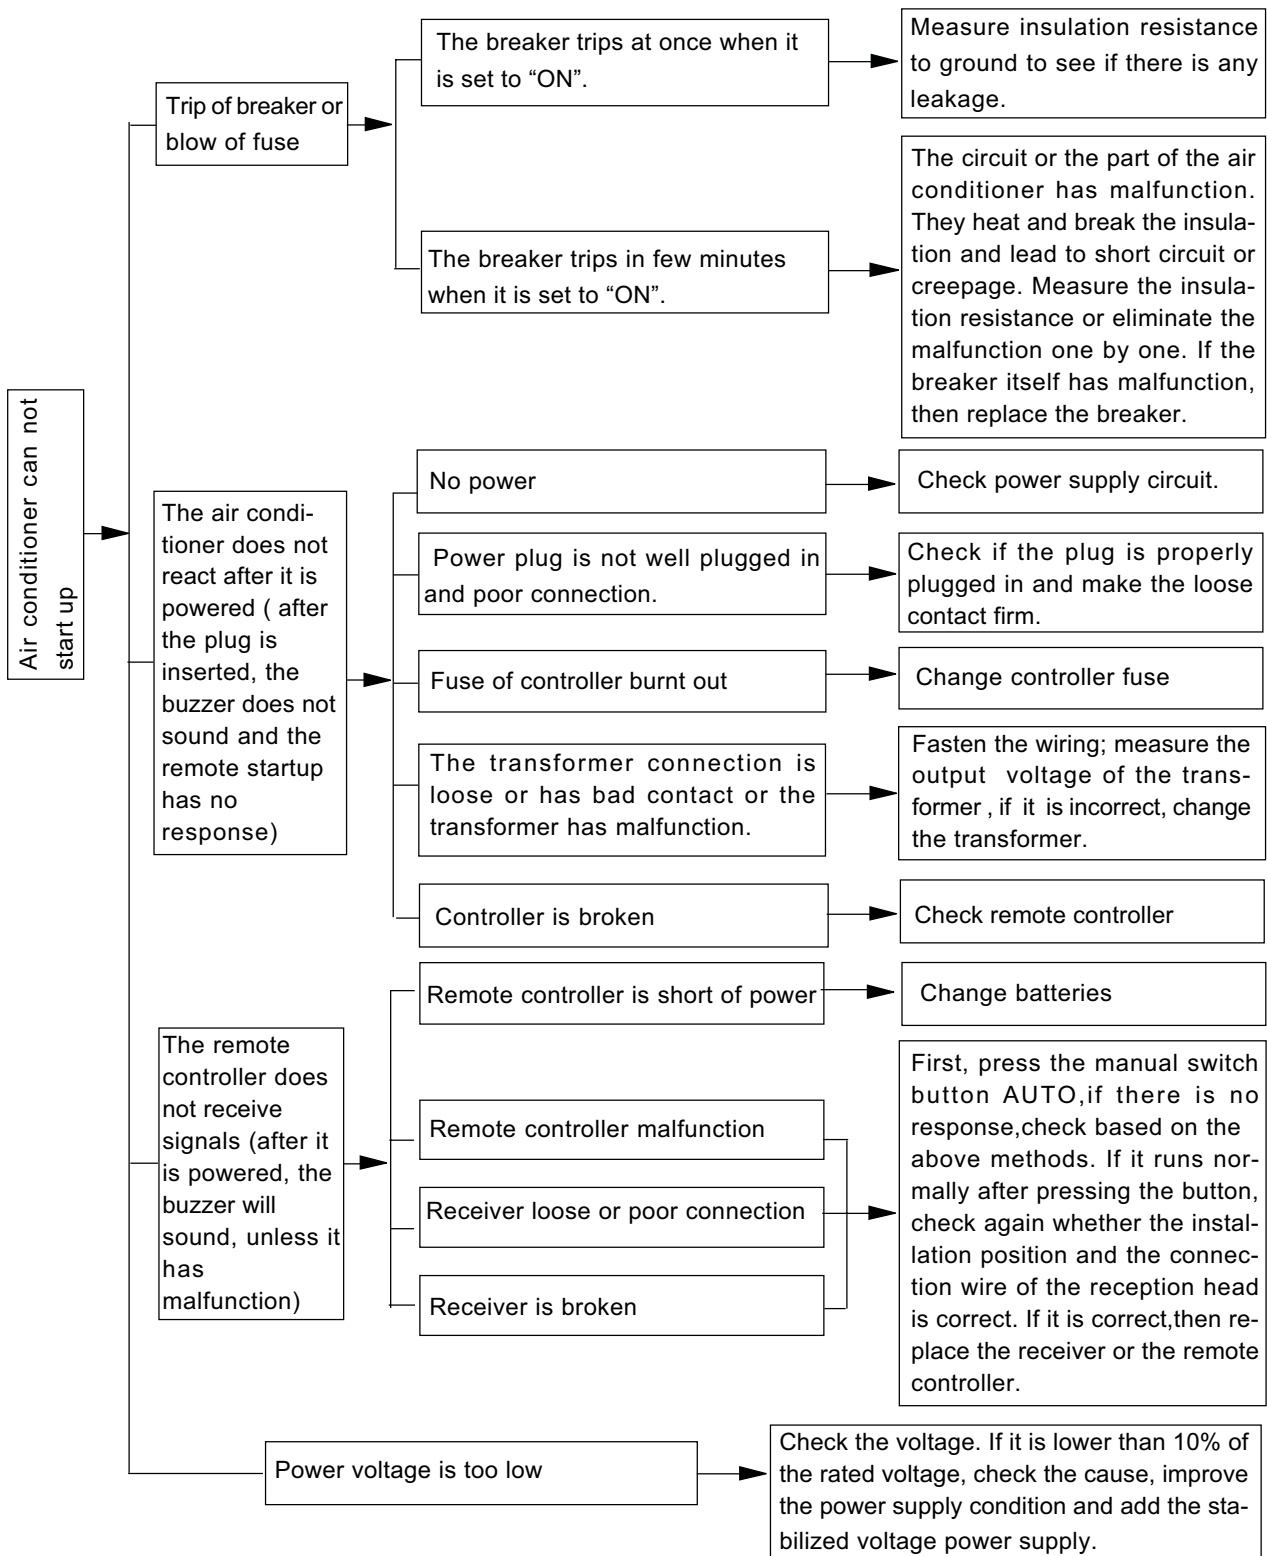 Air conditioner can not
start up
Trip of breaker or
blow of fuse
The breaker trips at once when it
is set to “ON”.
Measure insulation resistance
to ground to see if there is any
leakage.
The breaker trips in few minutes
when it is set to “ON”.
The circuit or the part of the air
conditioner has malfunction.
They heat and break the insula-
tion and lead to short circuit or
creepage. Measure the insula-
tion resistance or eliminate the
malfunction one by one. If the
breaker itself has malfunction,
then replace the breaker.
The air condi-
tioner does not
react after it is
powered ( after
the plug is
inserted, the
buzzer does not
sound and the
remote startup
has no
response)
No power
Check power supply circuit.
Power plug is not well plugged in
and poor connection.
Check if the plug is properly
plugged in and make the loose
contact firm.
Fuse of controller burnt out
Change controller fuse
The transformer connection is
loose or has bad contact or the
transformer has malfunction.
Fasten the wiring; measure the
output voltage of the trans-
former , if it is incorrect, change
the transformer.
Controller is broken
Check remote controller
The remote
controller does
not receive
signals (after it
is powered, the
buzzer will
sound, unless it
has
malfunction)
Remote controller is short of power
Change batteries
Remote controller malfunction
Receiver loose or poor connection
Receiver is broken
First, press the manual switch
button AUTO,if there is no
response,check based on the
above methods. If it runs nor-
mally after pressing the button,
check again whether the instal-
lation position and the connec-
tion wire of the reception head
is correct. If it is correct,then re-
place the receiver or the remote
controller.
Power voltage is too low
Check the voltage. If it is lower than 10% of
the rated voltage, check the cause, improve
the power supply condition and add the sta-
bilized voltage power supply.